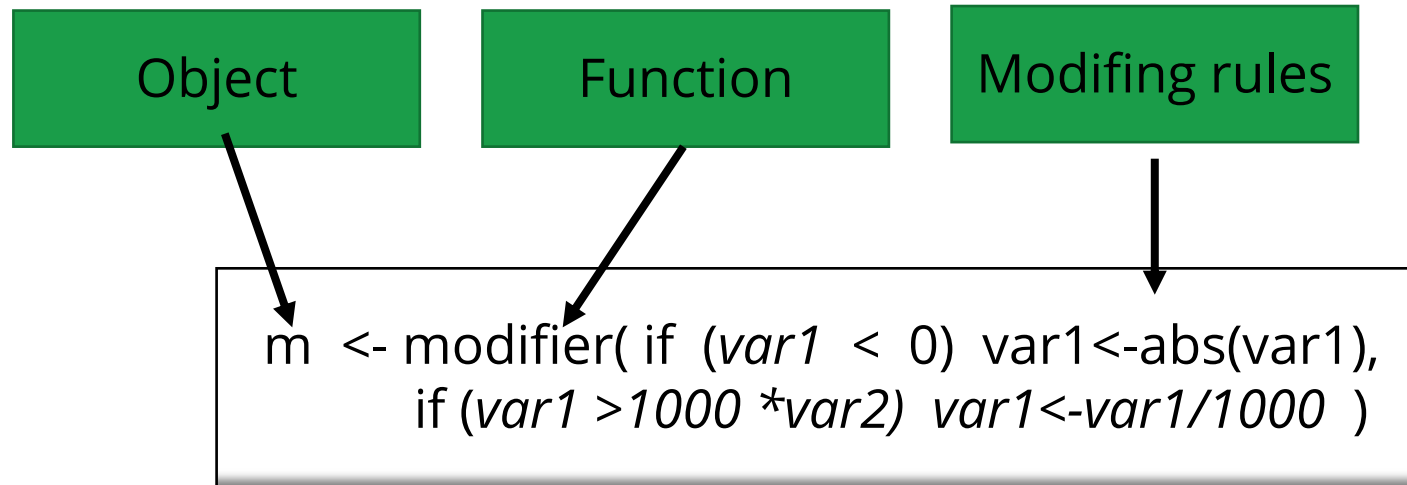 Object
Function
Modifing rules
m <- modifier( if (var1 < 0) var1<-abs(var1),
if (var1 >1000 *var2) var1<-var1/1000 )